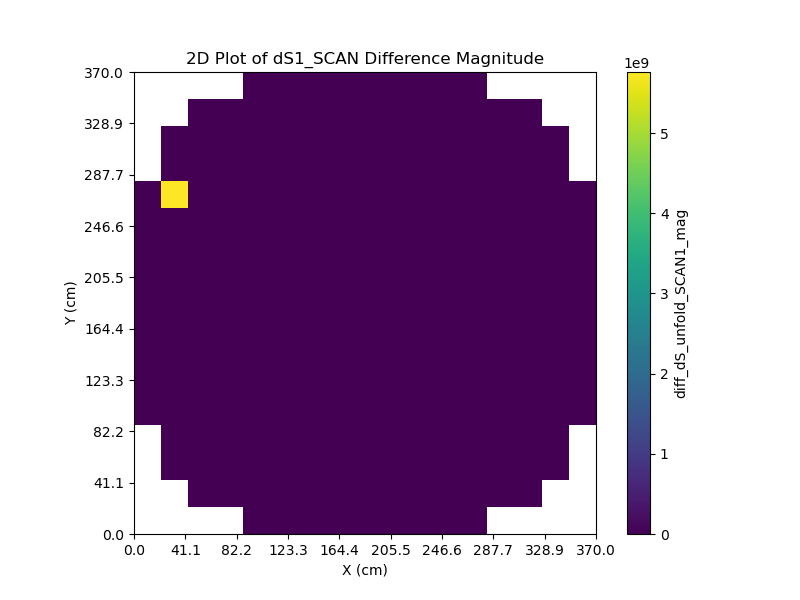 2D Plot of dS1_SCAN Difference Magnitude
1e9
370.0
328.9
287.7
246.6
205.5
164.4
123.3
82.2
41.1
0.0
Y (cm)
0.0 41.1 82.2 123.3 164.4 205.5 246.6 287.7 328.9 370.0
X (cm)
5
4
3
2
1
0
diff_dS_unfold_SCAN1_mag